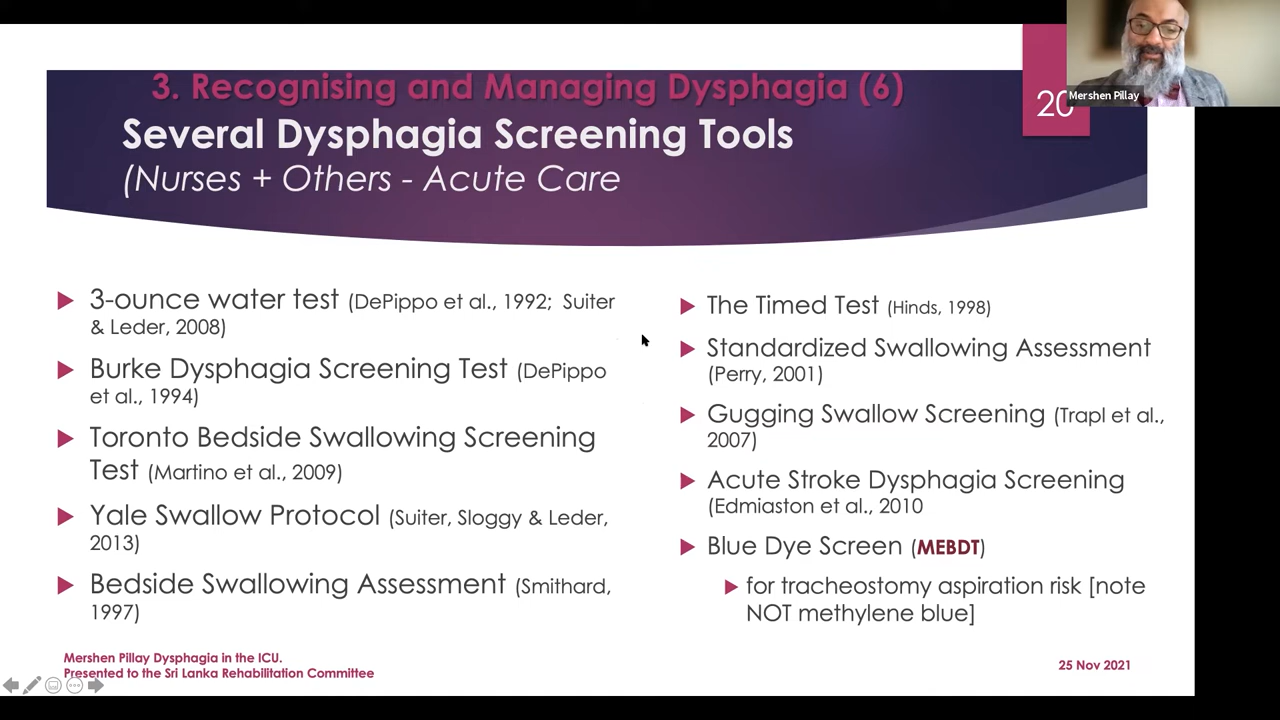 3. Recognising and Managing Dysphagia (6)
Several Dysphagia Screening Tools
(Nurses + Others - Acute Care
20
Mershen Pillay
3-ounce water test (DePippo et al., 1992; Suiter
& Leder, 2008)
Burke Dysphagia Screening Test (DePippo
et al., 1994)
Toronto Bedside Swallowing Screening
Test (Martino et al., 2009)
Yale Swallow Protocol (Suiter, Sloggy & Leder,
2013)
Bedside Swallowing Assessment (Smithard,
1997)
The Timed Test (Hinds, 1998)
Standardized Swallowing Assessment
(Perry, 2001)
Gugging Swallow Screening (Trapl et al.,
2007)
Acute Stroke Dysphagia Screening
(Edmiaston et al., 2010
Blue Dye Screen (MEBDT)
for tracheostomy aspiration risk [note
NOT methylene blue]
Mershen Pillay Dysphagia in the ICU.
Presented to the Sri Lanka Rehabilitation Committee
25 Nov 2021